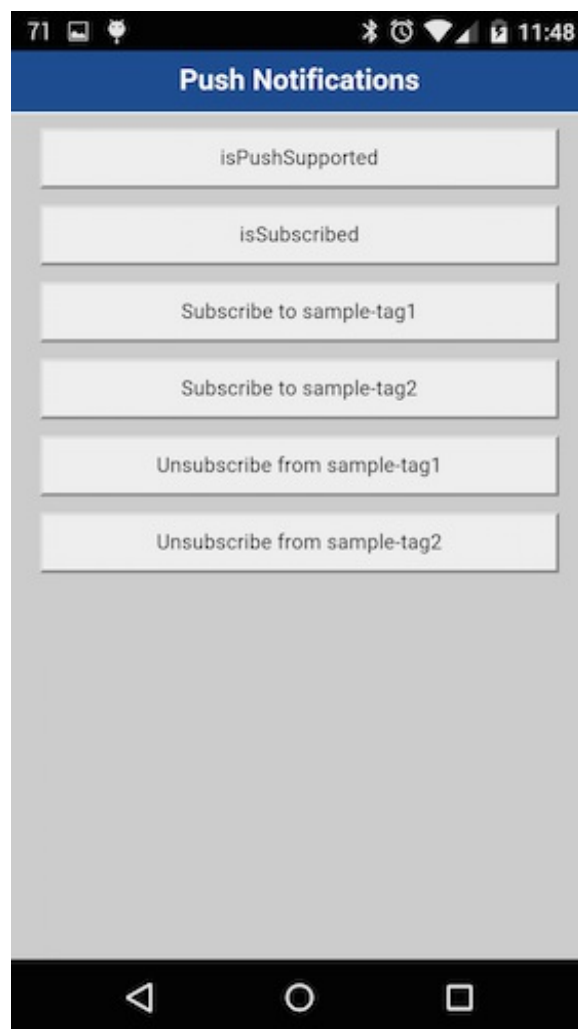 71 11:48
Push Notifications
isPushSupported
isSubscribed
Subscribe to sample-tag1
Subscribe to sample-tag2
Unsubscribe from sample-tag1
Unsubscribe from sample-tag2